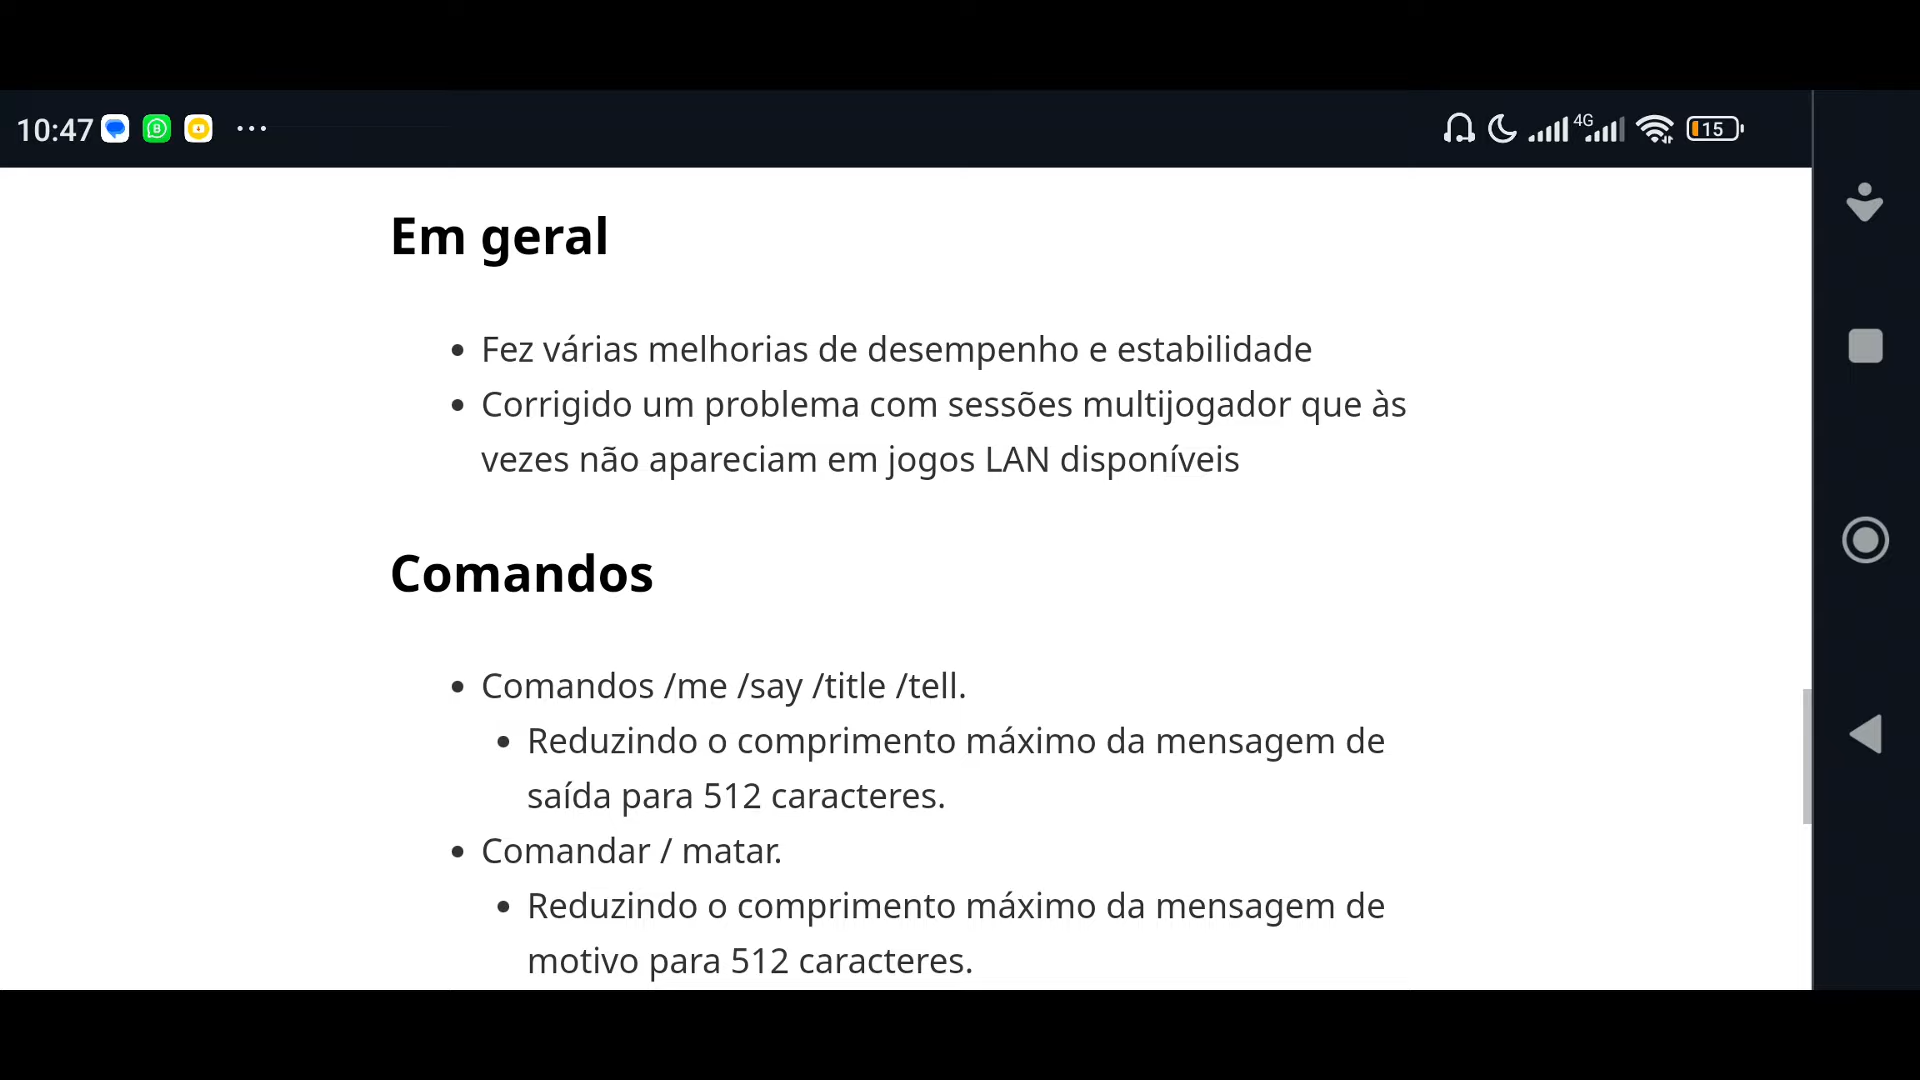 10:47
4G
15
Em geral
Fez várias melhorias de desempenho e estabilidade
Corrigido um problema com sessões multijogador que às
vezes não apareciam em jogos LAN disponíveis
Comandos
Comandos /me /say /title /tell.
Reduzindo o comprimento máximo da mensagem de
saída para 512 caracteres.
Comandar / matar.
Reduzindo o comprimento máximo da mensagem de
motivo para 512 caracteres.